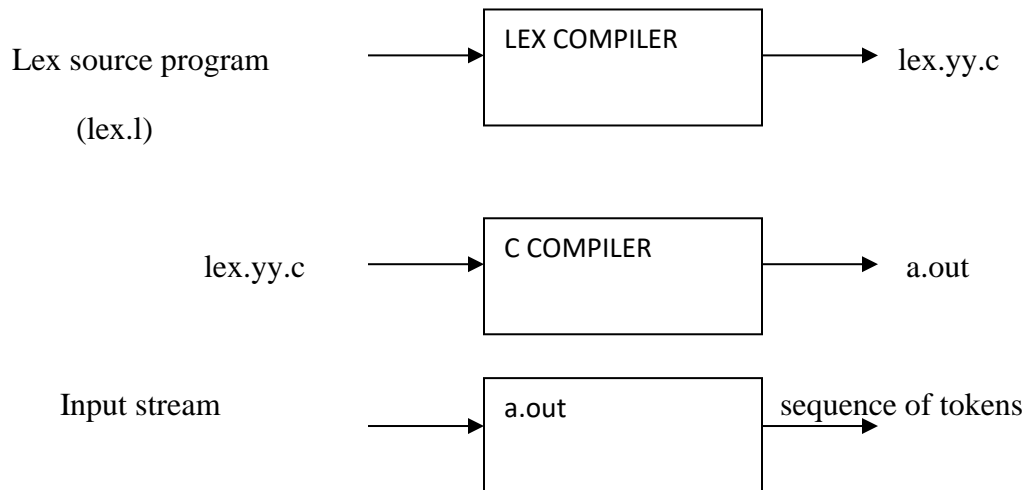 LEX COMPILER
Lex source program
lex.yy.c
(lex.l)
C COMPILER
lex.yy.c
a.out
Input stream
a.out
sequence of tokens